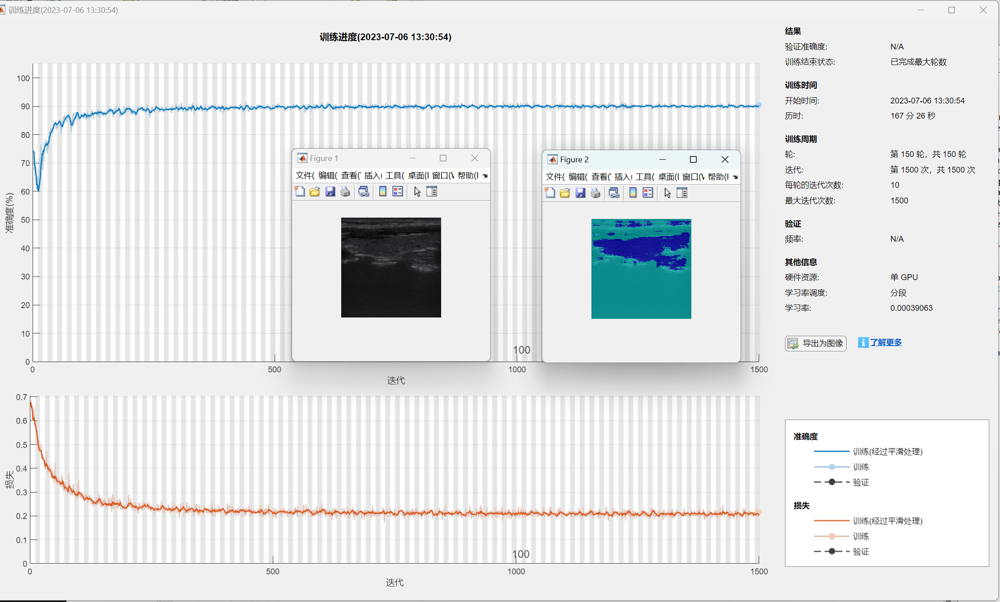 训练进度(2023-07-06 13:30:54)
训练进度(2023-07-06 13:30:54)
准确度(%)
100
90
80
70
60
50
40
30
20
10
0
0
500
1000
1500
100
迭代
Figure 1
文件( 编辑( 查看(' 插入( 工具( 桌面( 窗口(\ 帮助(
Figure 2
文件( 编辑( 查看(' 插入( 工具( 桌面( 窗口(\ 帮助(
损失
0.7
0.6
0.5
0.4
0.3
0.2
0.1
0
0
500
1000
1500
100
迭代
结果
验证准确度: N/A
训练结束状态: 已完成最大轮数
训练时间
开始时间: 2023-07-06 13:30:54
历时: 167 分 26 秒
训练周期
轮: 第 150 轮，共 150 轮
迭代: 第 1500 次，共 1500 次
每轮的迭代次数: 10
最大迭代次数: 1500
验证
频率: N/A
其他信息
硬件资源: 单 GPU
学习率调度: 分段
学习率: 0.00039063
导出为图像 了解更多
准确度
训练(经过平滑处理)
训练
验证
损失
训练(经过平滑处理)
训练
验证